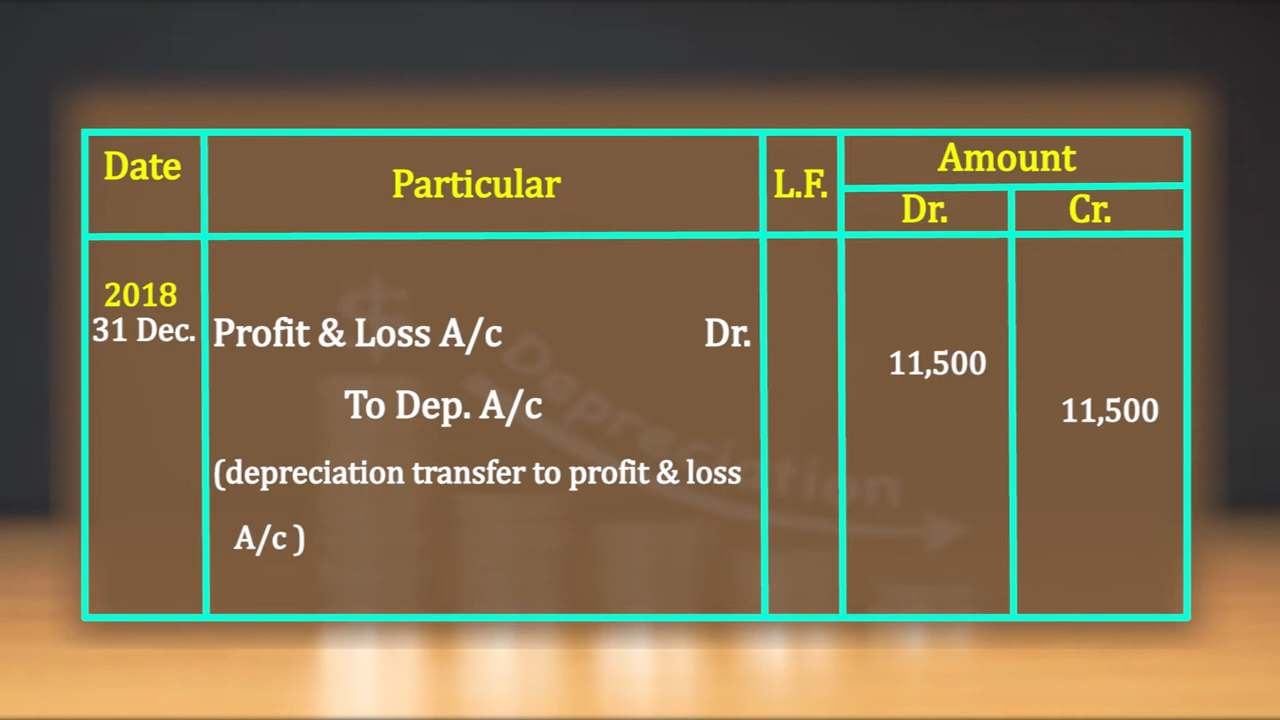 Date
Particular
L.F.
Amount
Dr.
Cr.
2018
31 Dec.
Profit & Loss A/c Dr.
11,500
To Dep. A/c
11,500
(depreciation transfer to profit & loss
A/c )
Depreciation